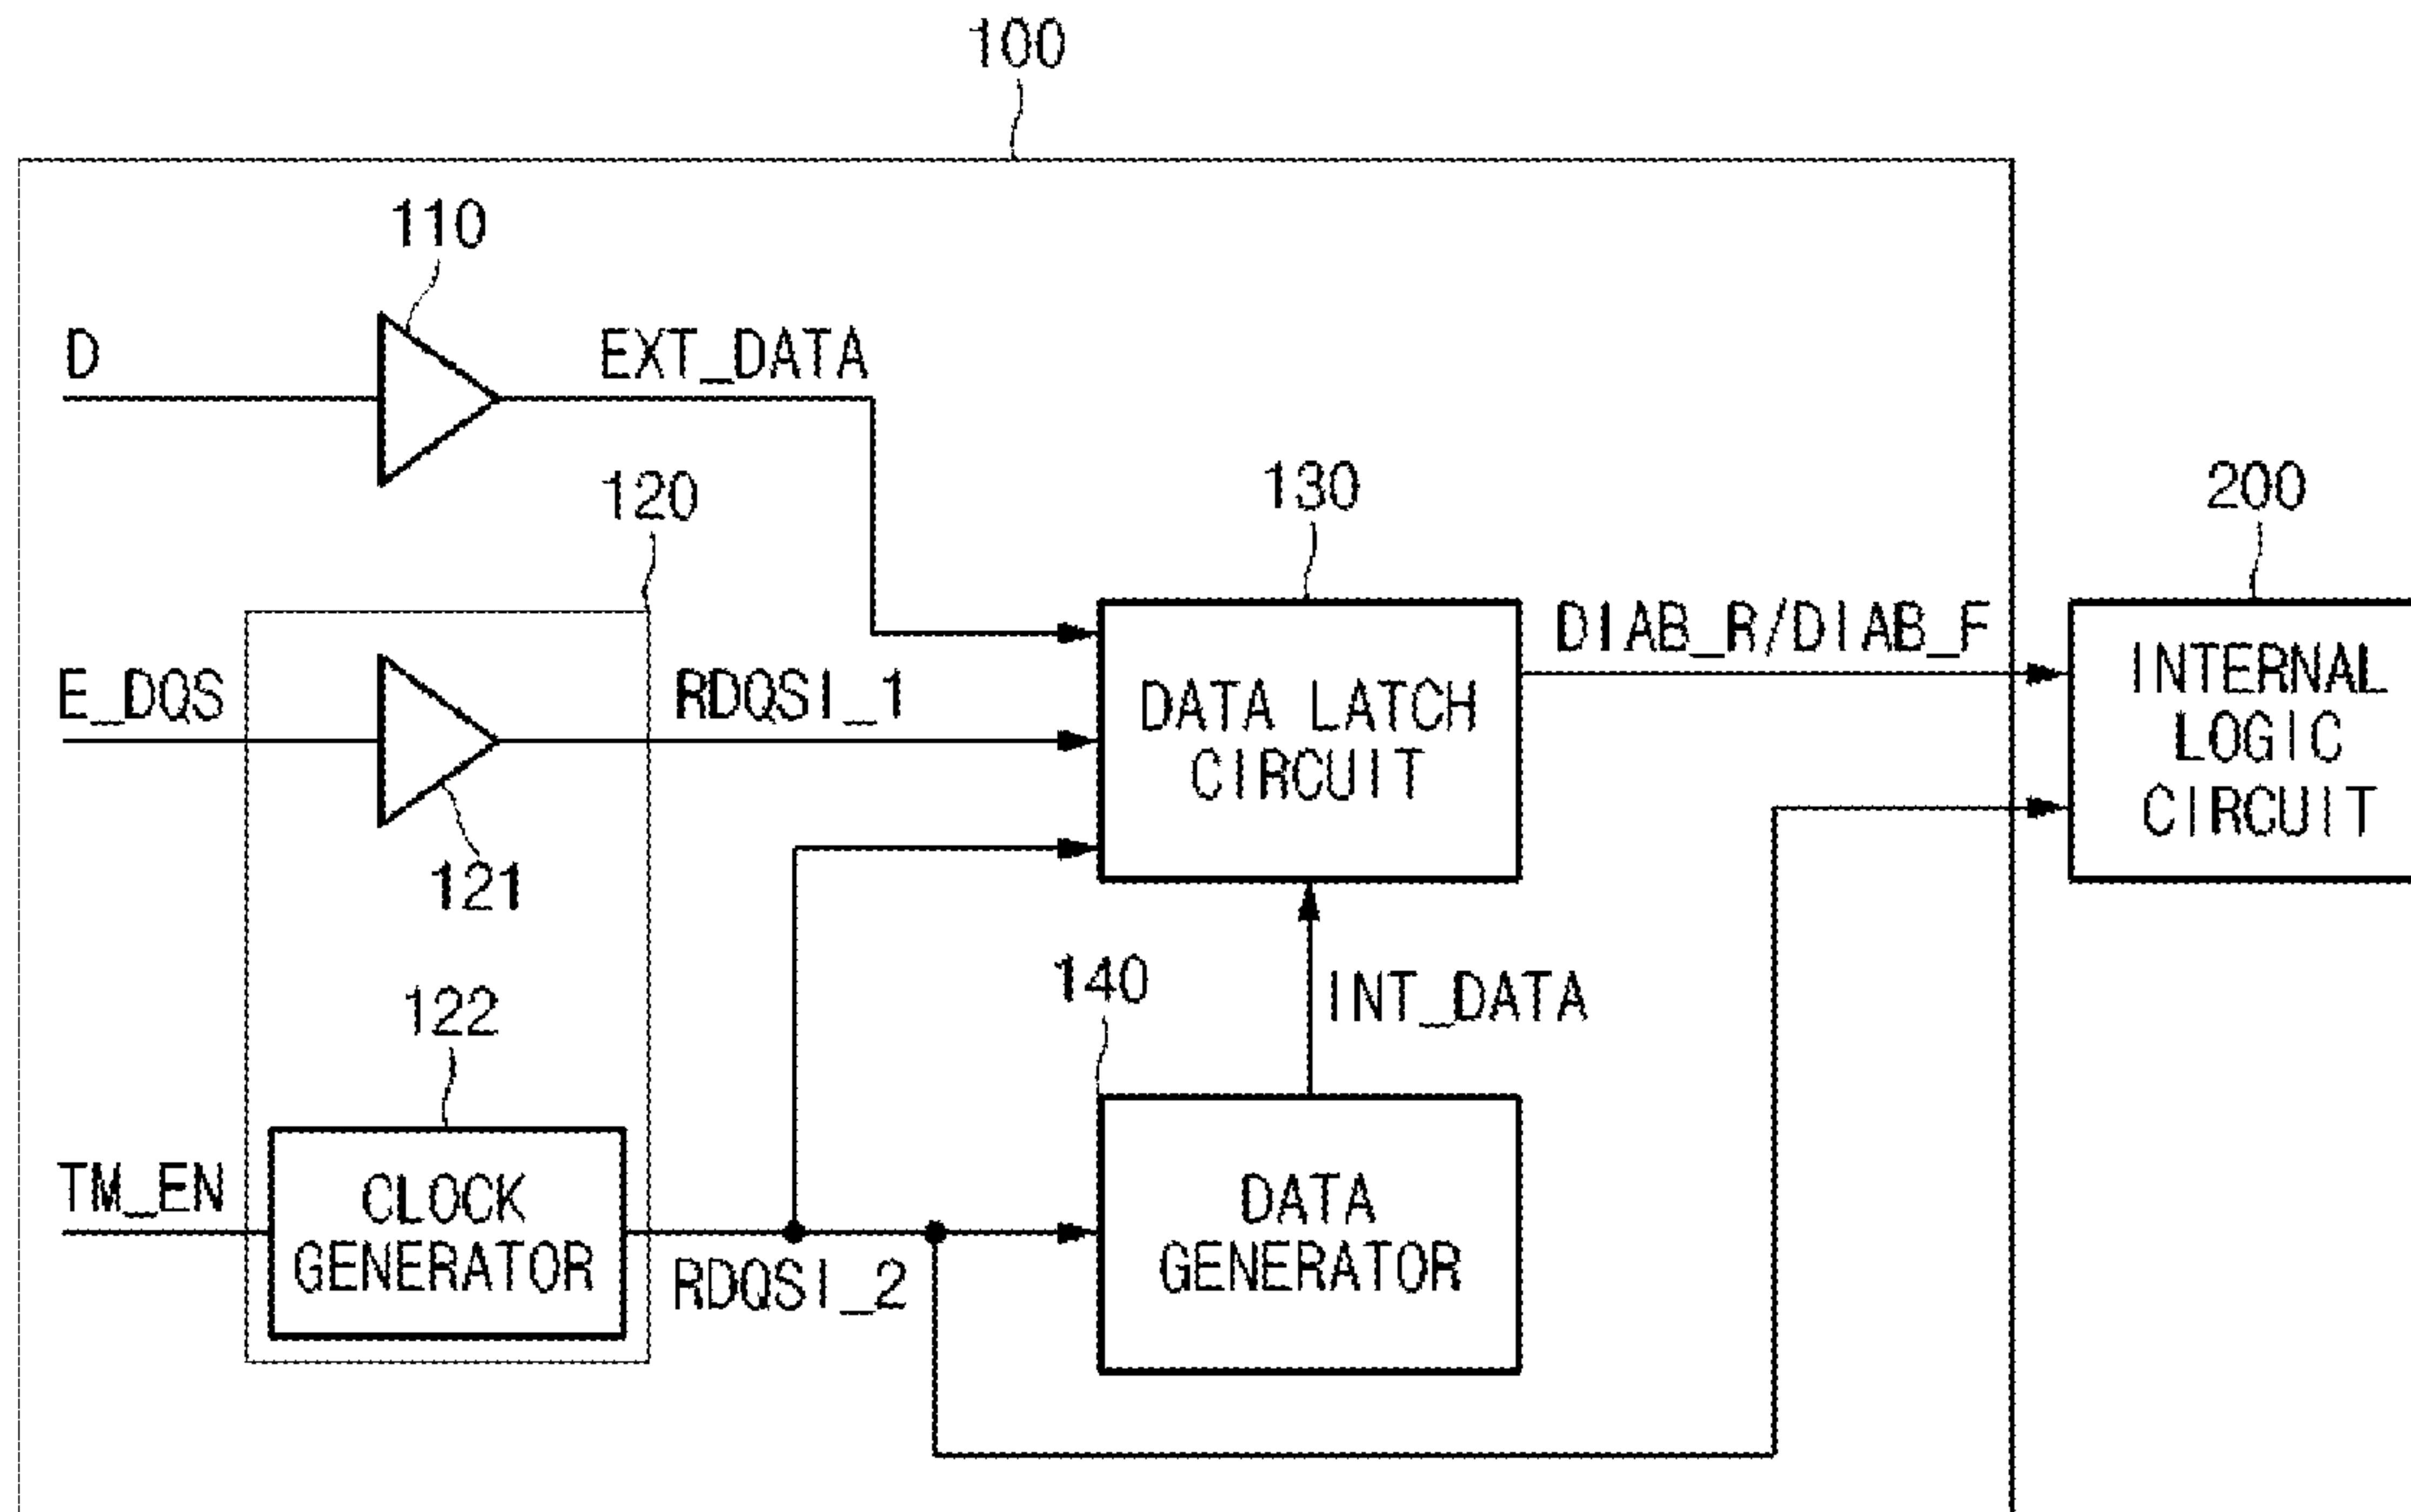 100
110
D
EXT_DATA
120
130
200
E_DQS
RDQSI_1
DATA LATCH
CIRCUIT
DIAB_R/DIAB_F
INTERNAL
LOGIC
CIRCUIT
121
122
140
INT_DATA
TM_EN
CLOCK
GENERATOR
RDQSI_2
DATA
GENERATOR